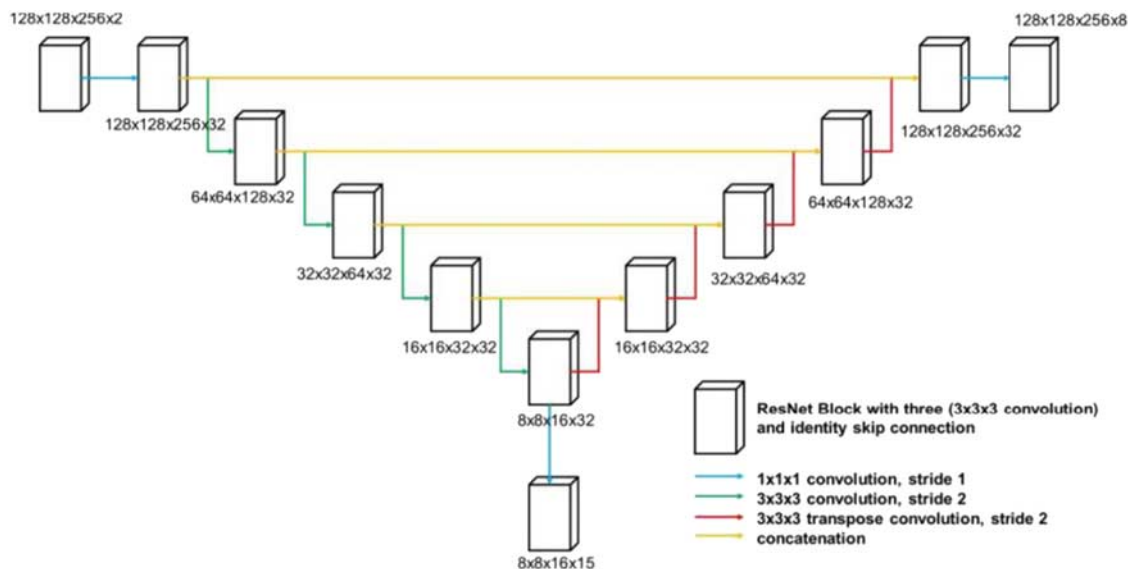 128x128x256x2
128x128x256x8
128x128x256x32
128x128x256x32
64x64x128x32
64x64x128x32
32x32x64x32
32x32x64x32
16x16x32x32
16x16x32x32
8x8x16x32
ResNet Block with three (3x3x3 convolution)
and identity skip connection
1x1x1 convolution, stride 1
3x3x3 convolution, stride 2
3x3x3 transpose convolution, stride 2
concatenation
8x8x16x15